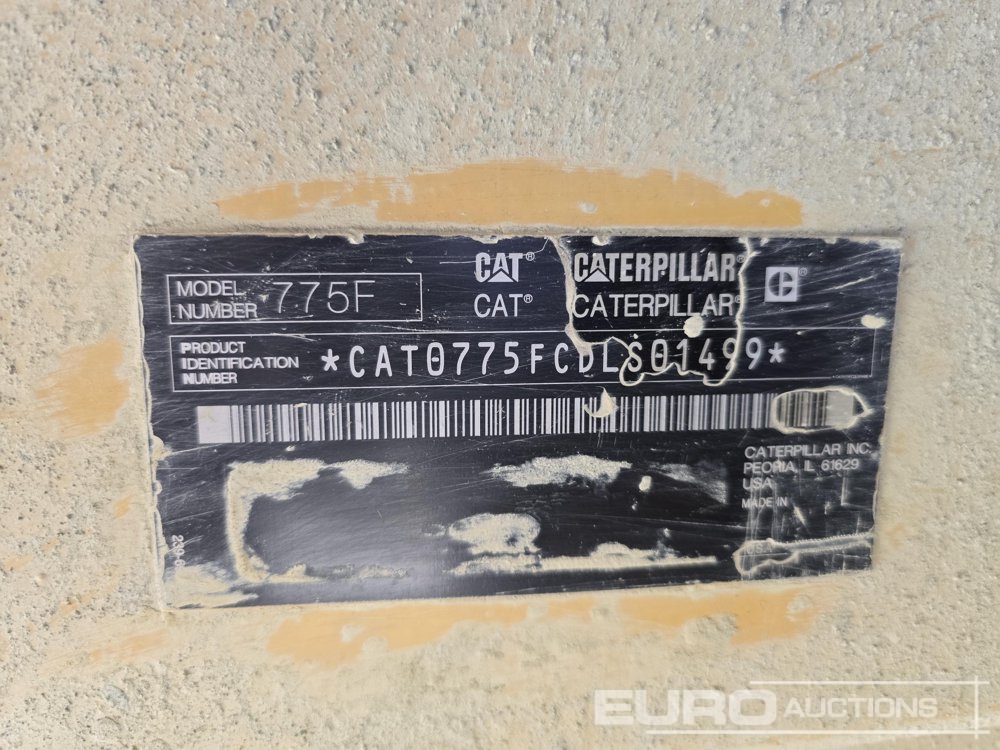 CAT® CATERPILLAR®
CAT® CATERPILLAR®
MODEL NUMBER 775F
PRODUCT IDENTIFICATION NUMBER *CAT0775FCDLS01499*
CATERPILLAR INC.
PEORIA, IL 61629
USA
MADE IN
EURO AUCTIONS